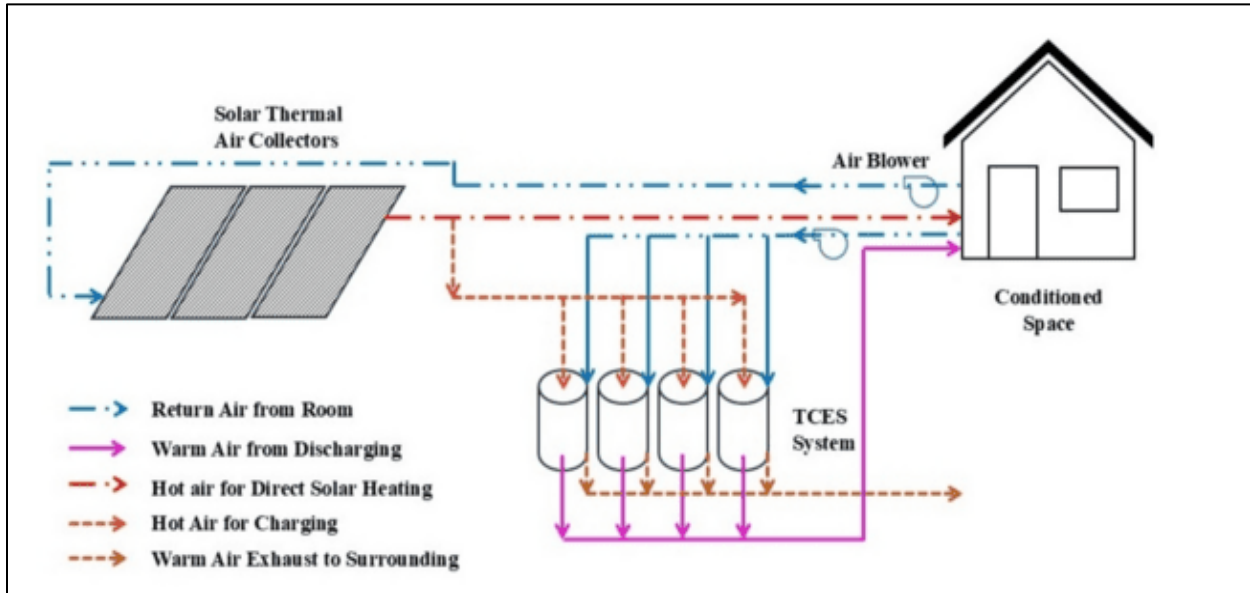 Solar Thermal
Air Collectors
Air Blower
Conditioned
Space
TCES
System
Return Air from Room
Warm Air from Discharging
Hot air for Direct Solar Heating
Hot Air for Charging
Warm Air Exhaust to Surrounding